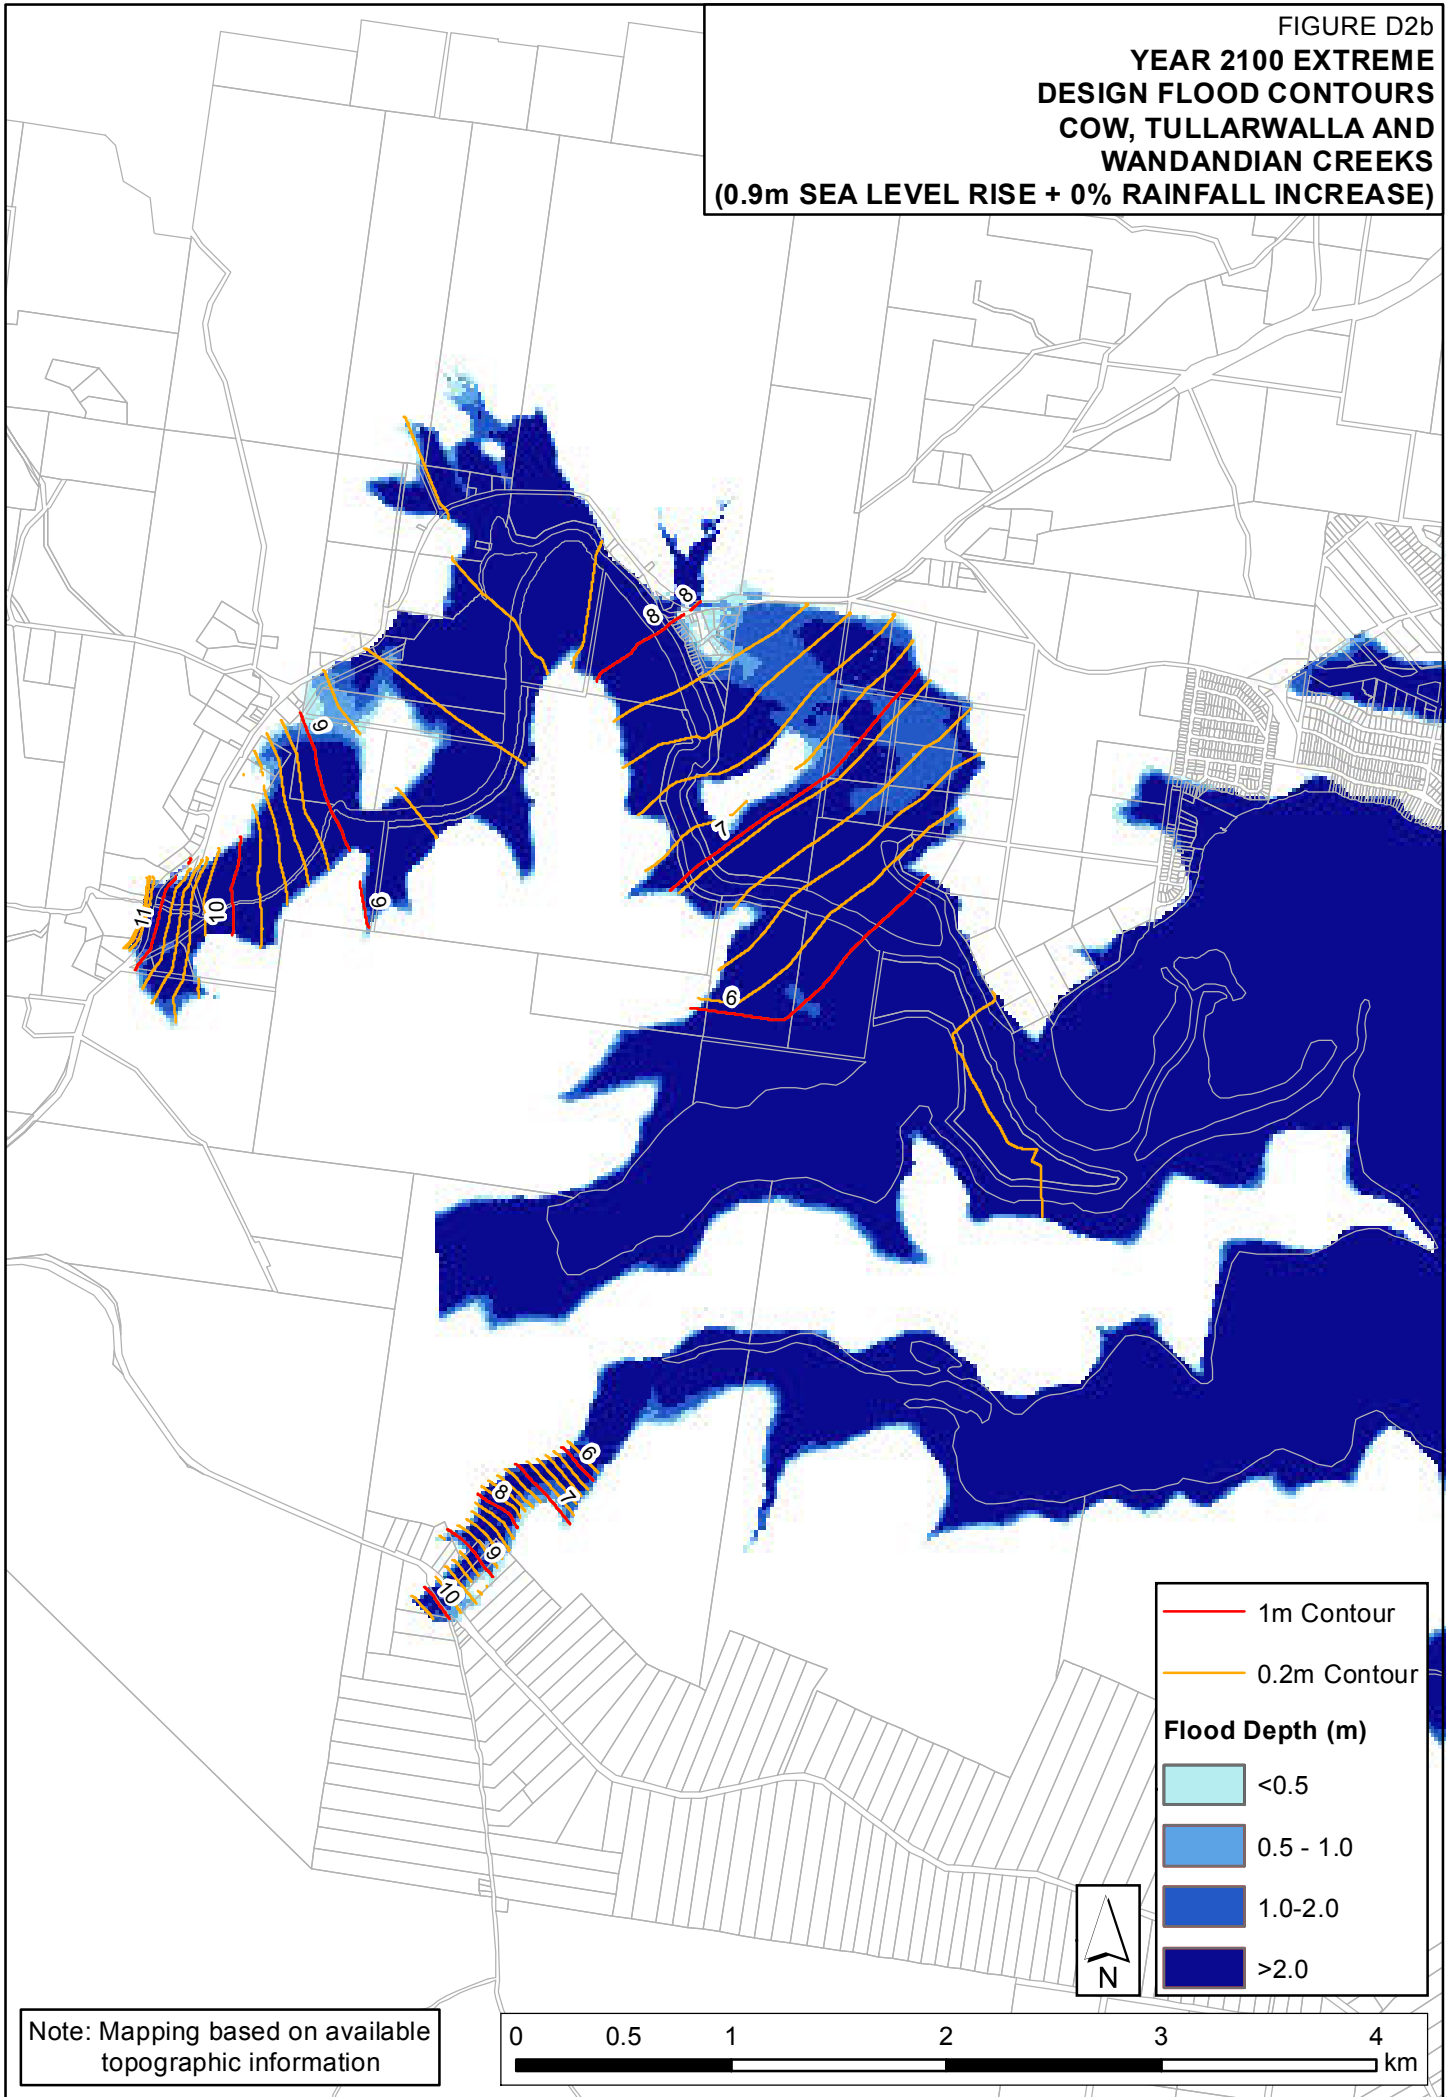 FIGURE D2b
YEAR 2100 EXTREME
DESIGN FLOOD CONTOURS
COW, TULLARWALLA AND
WANDANDIAN CREEKS
(0.9m SEA LEVEL RISE + 0% RAINFALL INCREASE)
8
8
9
7
11
10
9
6
6
8
7
9
10
1m Contour
0.2m Contour
Flood Depth (m)
<0.5
0.5 - 1.0
1.0-2.0
>2.0
N
Note: Mapping based on available
topographic information
0 0.5 1 2 3 4
km